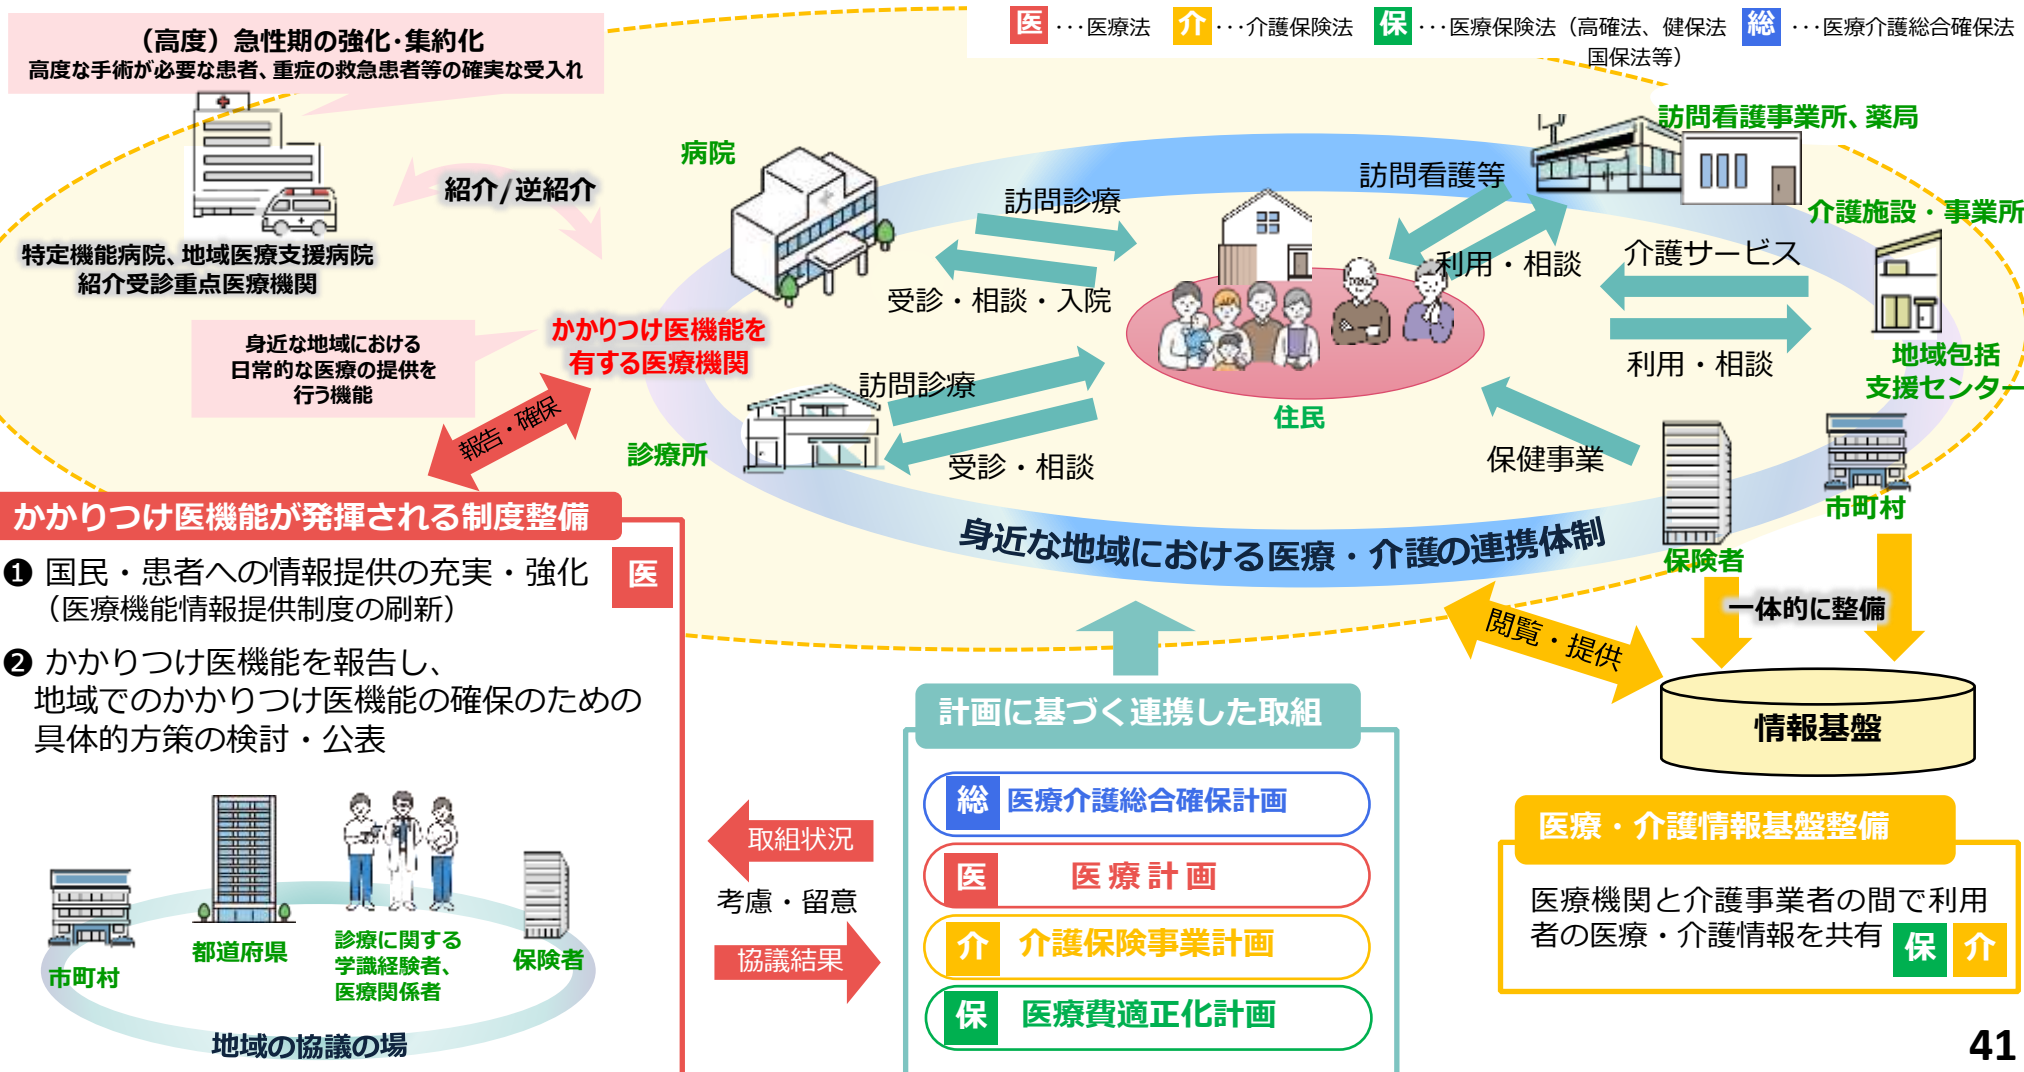 医 ･･･医療法 介 ･･･介護保険法 保 ･･･医療保険法（高確法、健保法 総 ･･･医療介護総合確保法
国保法等）
（高度）急性期の強化･集約化
高度な手術が必要な患者、重症の救急患者等の確実な受入れ
紹介/逆紹介
特定機能病院、地域医療支援病院
紹介受診重点医療機関
身近な地域における
日常的な医療の提供を
行う機能
かかりつけ医機能を
有する医療機関
報告・確保
病院
訪問診療
受診・相談・入院
訪問診療
診療所
受診・相談
住民
訪問看護等
利用・相談
訪問看護事業所、薬局
介護施設・事業所
介護サービス
利用・相談
地域包括
支援センター
保健事業
市町村
保険者
身近な地域における医療・介護の連携体制
一体的に整備
閲覧・提供
情報基盤
かかりつけ医機能が発揮される制度整備
❶ 国民・患者への情報提供の充実・強化 医
（医療機能情報提供制度の刷新）
❷ かかりつけ医機能を報告し、
地域でのかかりつけ医機能の確保のための
具体的方策の検討・公表
市町村
都道府県
診療に関する
学識経験者、
医療関係者
保険者
地域の協議の場
取組状況
考慮・留意
協議結果
計画に基づく連携した取組
総 医療介護総合確保計画
医 医療計画
介 介護保険事業計画
保 医療費適正化計画
医療・介護情報基盤整備
医療機関と介護事業者の間で利用
者の医療・介護情報を共有 保 介
41